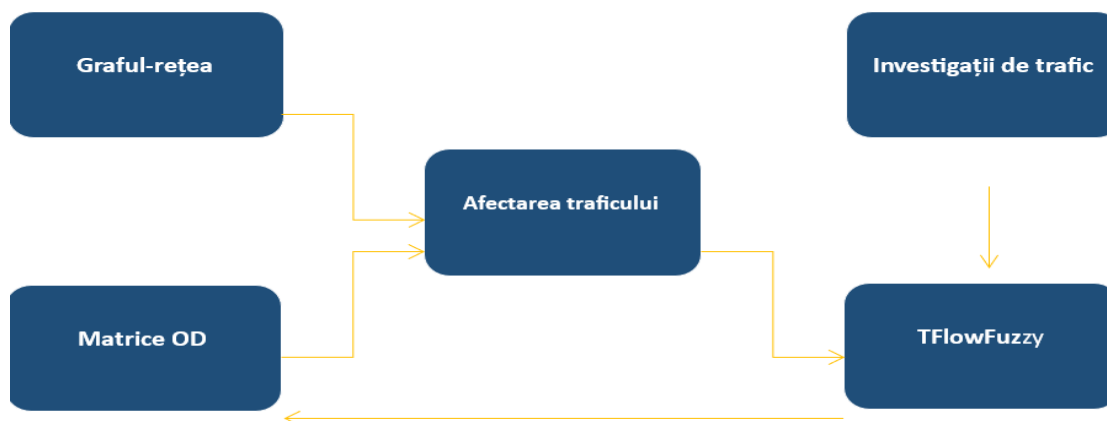 Graful-rețea
Investigații de trafic
Afectarea traficului
Matrice OD
TFlowFuzzy